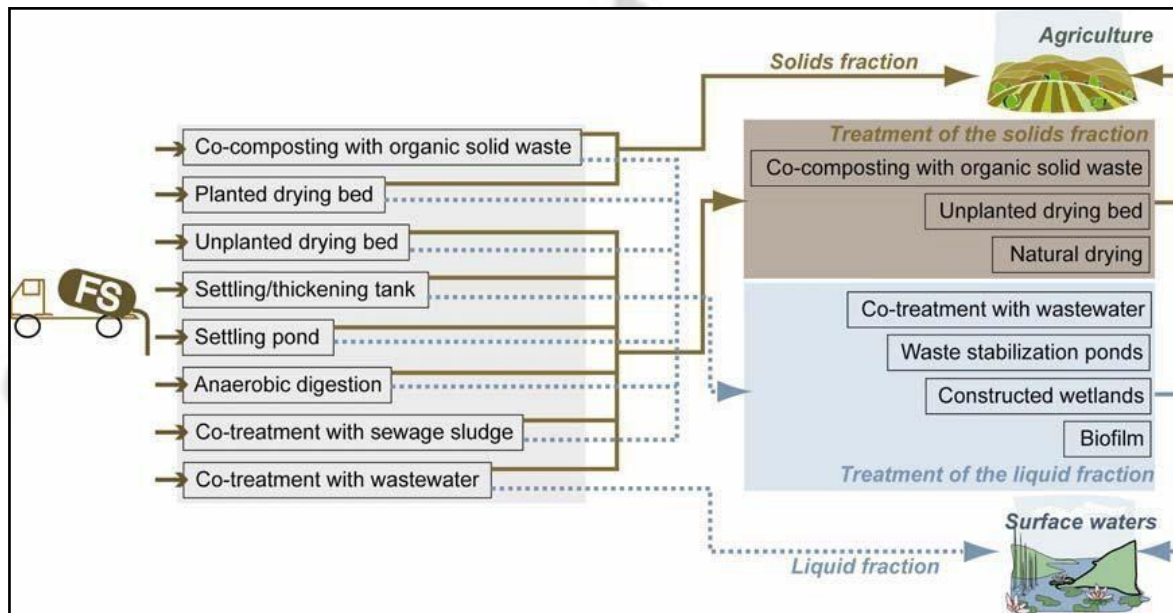 Agriculture
Solids fraction
Treatment of the solids fraction
Co-composting with organic solid waste
Unplanted drying bed
Natural drying
Co-composting with organic solid waste
Planted drying bed
Unplanted drying bed
Settling/thickening tank
Settling pond
Anaerobic digestion
Co-treatment with sewage sludge
Co-treatment with wastewater
FS
Co-treatment with wastewater
Waste stabilization ponds
Constructed wetlands
Biofilm
Treatment of the liquid fraction
Surface waters
Liquid fraction